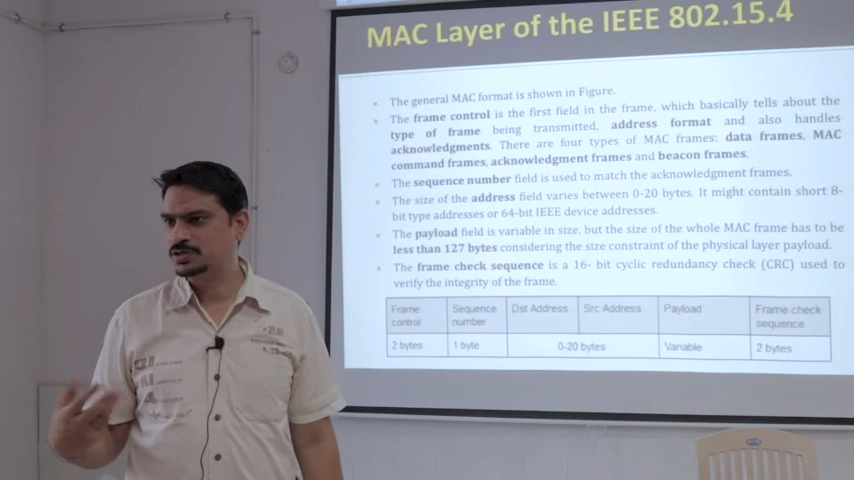 MAC Layer of the IEEE 802.15.4
The general MAC format is shown in Figure.
The frame control is the first field in the frame, which basically tells about the
type of frame being transmitted, address format and also handles
acknowledgments. There are four types of MAC frames: data frames, MAC
command frames, acknowledgment frames and beacon frames.
The sequence number field is used to match the acknowledgment frames.
The size of the address field varies between 0-20 bytes. It might contain short 8-
bit type addresses or 64-bit IEEE device addresses.
The payload field is variable in size, but the size of the whole MAC frame has to be
less than 127 bytes considering the size constraint of the physical layer payload.
The frame check sequence is a 16- bit cyclic redundancy check (CRC) used to
verify the integrity of the frame.
Frame control Sequence number Dst Address Src Address Payload Frame check sequence
2 bytes 1 byte 0-20 bytes Variable 2 bytes